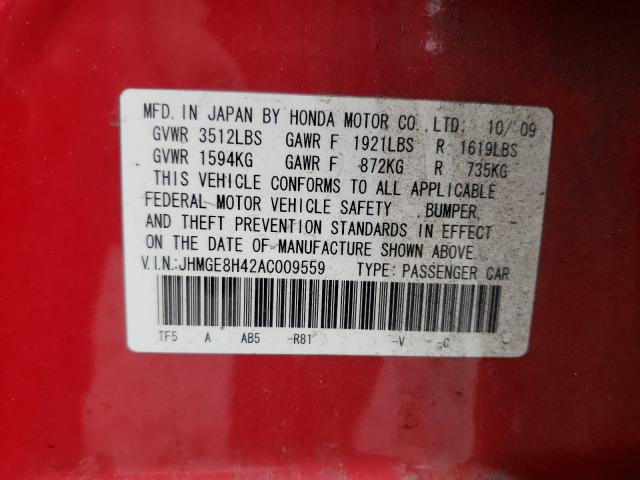 MFD. IN JAPAN BY HONDA MOTOR CO.,LTD. 10/'09
GVWR 3512LBS GAWR F 1921LBS R 1619LBS
GVWR 1594KG GAWR F 872KG R 735KG
THIS VEHICLE CONFORMS TO ALL APPLICABLE
FEDERAL MOTOR VEHICLE SAFETY ,BUMPER,
AND THEFT PREVENTION STANDARDS IN EFFECT
ON THE DATE OF MANUFACTURE SHOWN ABOVE.
V.I.N.:JHMGE8H42AC009559 TYPE: PASSENGER CAR
TF5 A AB5 -R81 -V -C